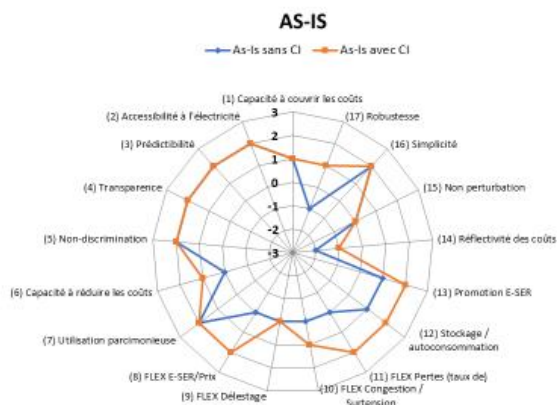 AS-IS
As-Is sans CI
As-Is avec CI
(1) Capacité à couvrir les coûts
(2) Accessibilité à l'électricité
(3) Prédictibilité
(4) Transparence
(5) Non-discrimination
(6) Capacité à réduire les coûts
(7) Utilisation parcimonieuse
(8) FLEX E-SER/Prix
(9) FLEX Délestage
(10) FLEX Congestion /
Surtension
(11) FLEX Pertes (taux de)
(12) Stockage /
autoconsommation
(13) Promotion E-SER
(14) Réflectivité des coûts
(15) Non perturbation
(16) Simplicité
(17) Robustesse
3
2
1
0
-1
-2
-3